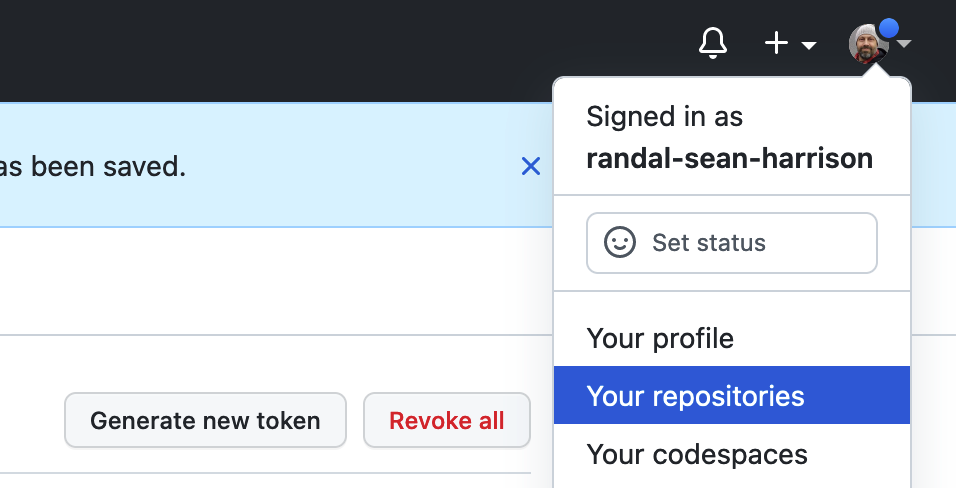 Signed in as
randal-sean-harrison
as been saved.
Set status
Your profile
Your repositories
Your codespaces
Generate new token
Revoke all